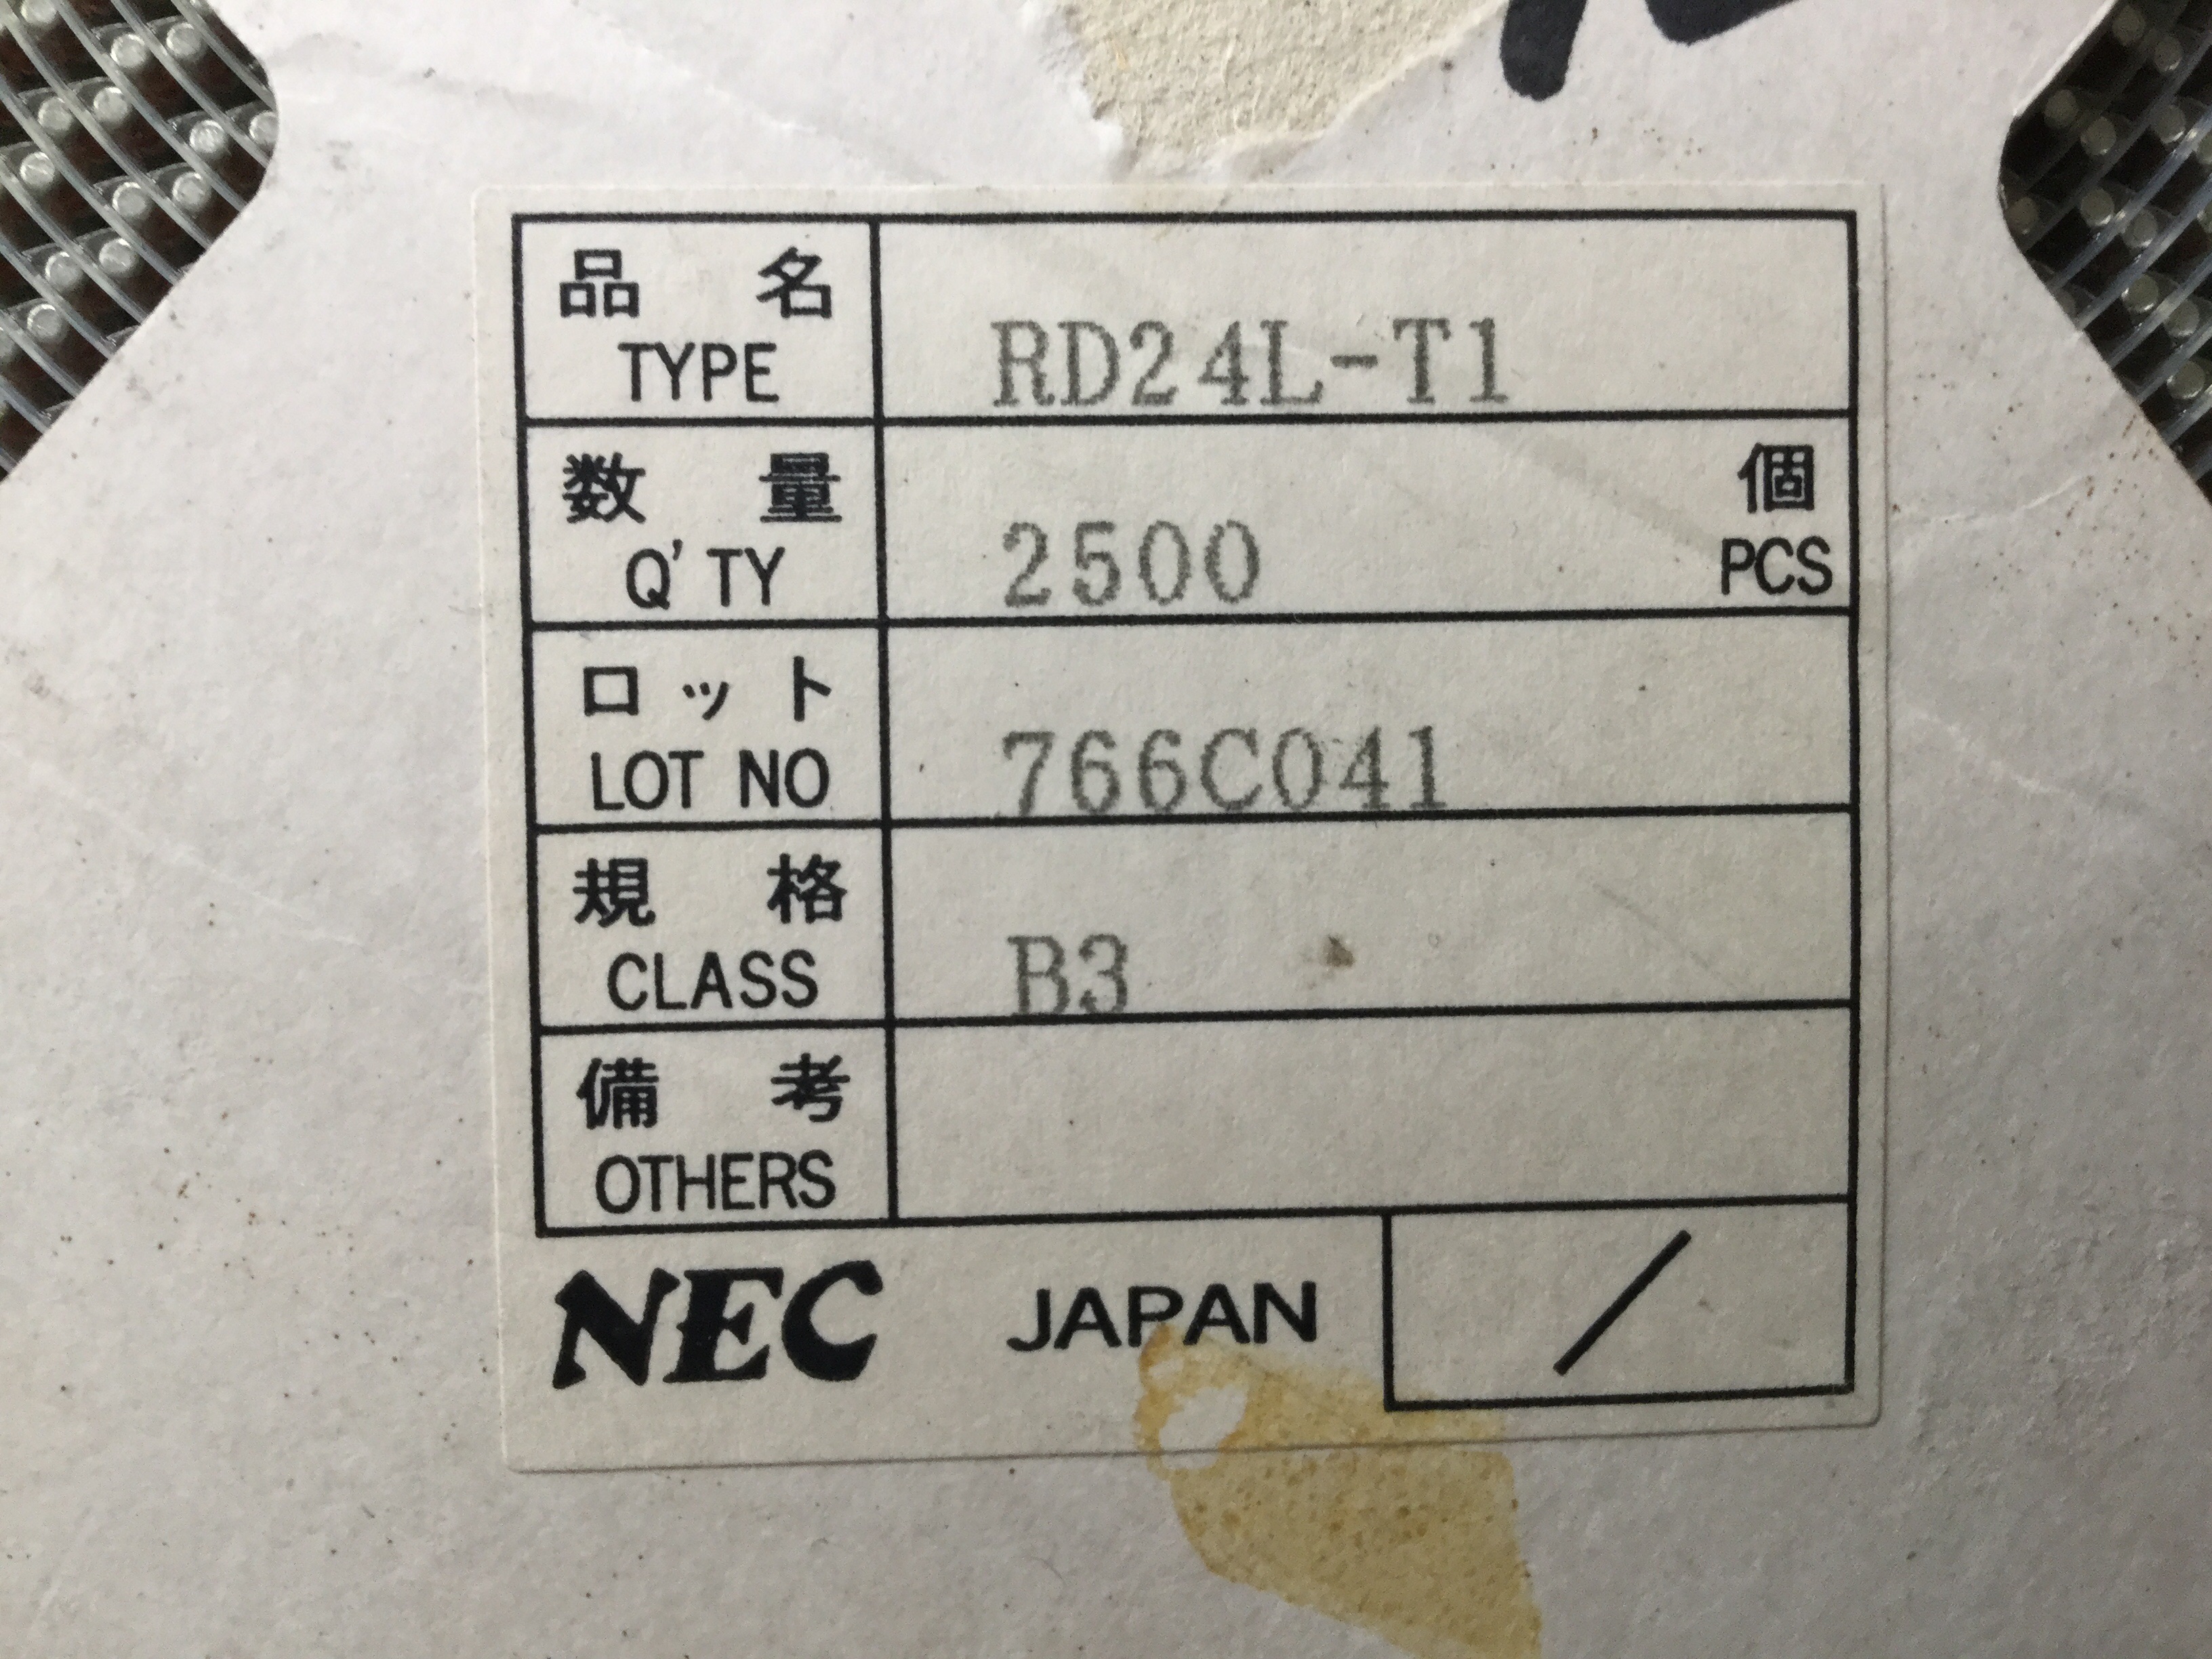 品名
TYPE RD24L-T1
数量 個
Q'TY 2500 PCS
ロット
LOT NO 766C041
規格
CLASS B3
備考
OTHERS
NEC JAPAN /